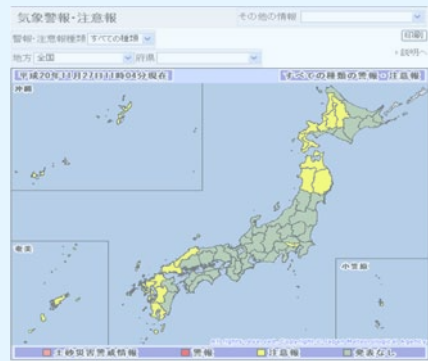 気象警報・注意報
その他の情報
警報・注意報種類 すべての種類
印刷
地方 全国 府県
説明へ
平成20年11月27日11時04分現在
すべての種類の警報・注意報
沖縄
奄美
小笠原
土砂災害警戒情報 警報 注意報 発表なし